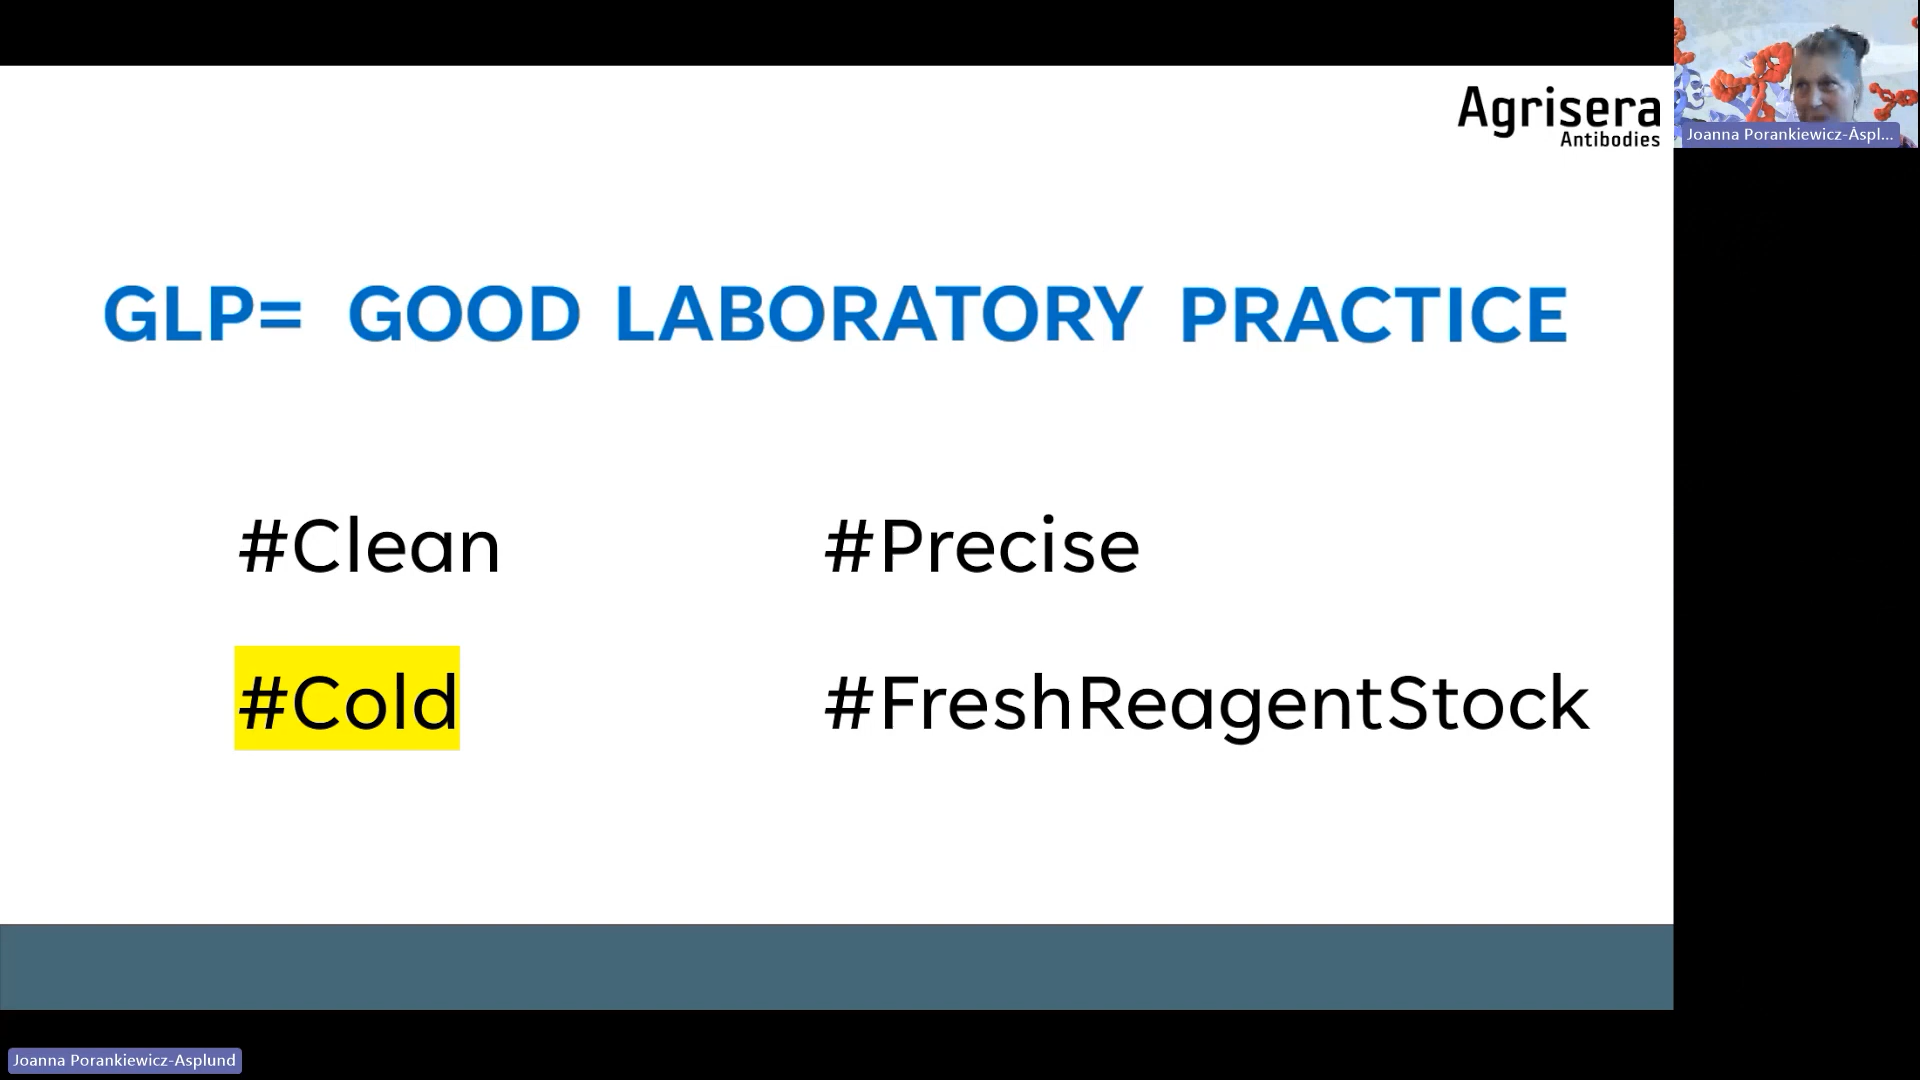 Agrisera
Antibodies
Joanna Porankiewicz-Aspl...
GLP= GOOD LABORATORY PRACTICE
#Clean
#Precise
#Cold
#FreshReagentStock
Joanna Porankiewicz-Asplund